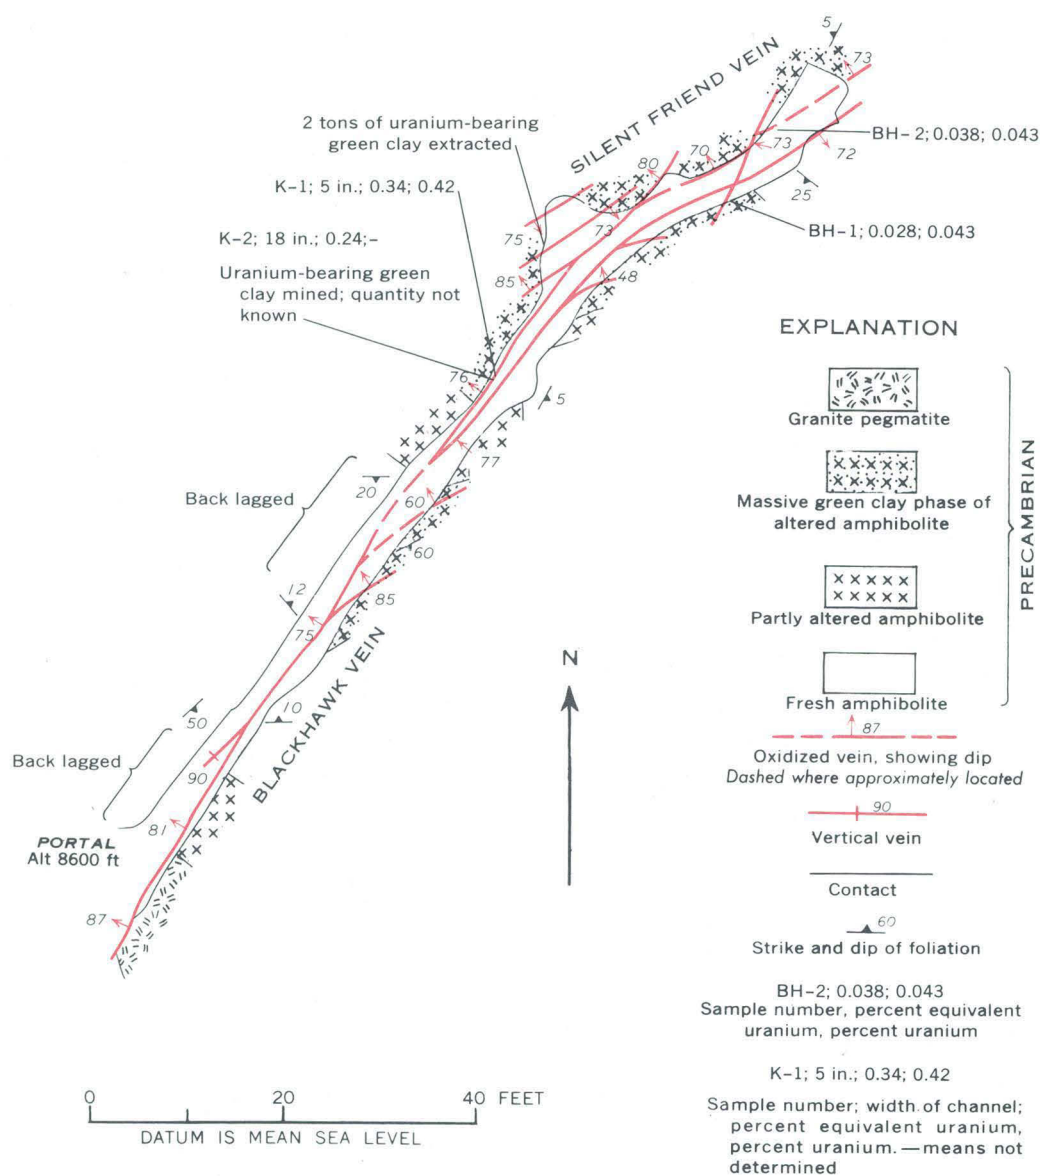 5
73
SILENT FRIEND VEIN
2 tons of uranium-bearing
green clay extracted
BH-2; 0.038; 0.043
70
73
72
80
K-1; 5 in.; 0.34; 0.42
25
73
BH-1; 0.028; 0.043
75
K-2; 18 in.; 0.24;-
85
48
Uranium-bearing green
clay mined; quantity not
known
76
5
77
Back lagged
20
60
60
12
85
75
BLACKHAWK VEIN
50
10
Back lagged
90
81
PORTAL
Alt 8600 ft
87
N
EXPLANATION
Granite pegmatite
Massive green clay phase of
altered amphibolite
Partly altered amphibolite
Fresh amphibolite
PRECAMBRIAN
87
Oxidized vein, showing dip
Dashed where approximately located
90
Vertical vein
Contact
60
Strike and dip of foliation
BH-2; 0.038; 0.043
Sample number, percent equivalent
uranium, percent uranium
K-1; 5 in.; 0.34; 0.42
Sample number; width of channel;
percent equivalent uranium,
percent uranium. —means not
determined
0 20 40 FEET
DATUM IS MEAN SEA LEVEL